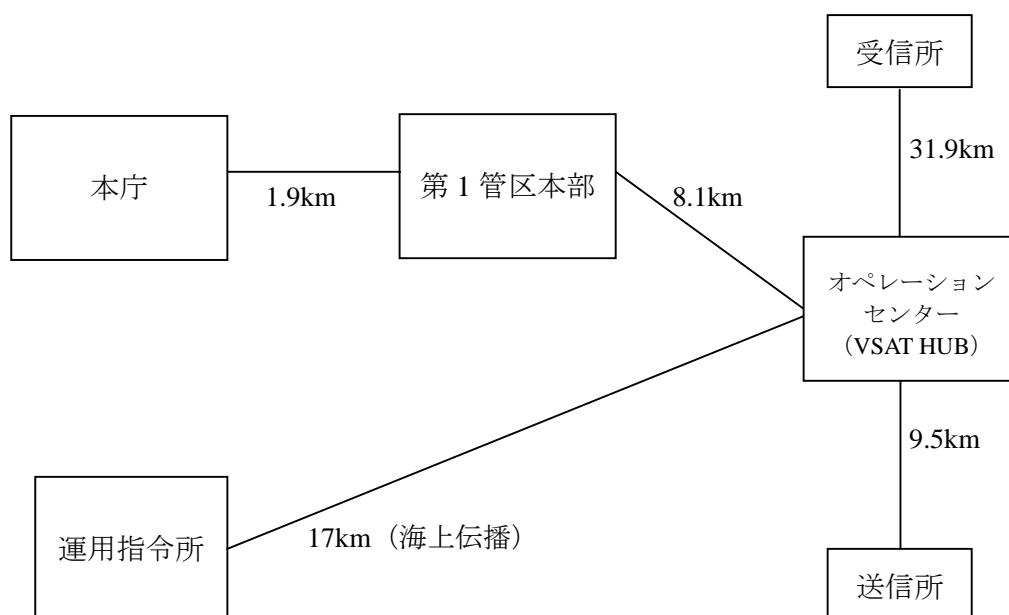 受信所
31.9km
本庁
1.9km
第 1 管区本部
8.1km
オペレーション
センター
（VSAT HUB）
9.5km
運用指令所
17km（海上伝播）
送信所